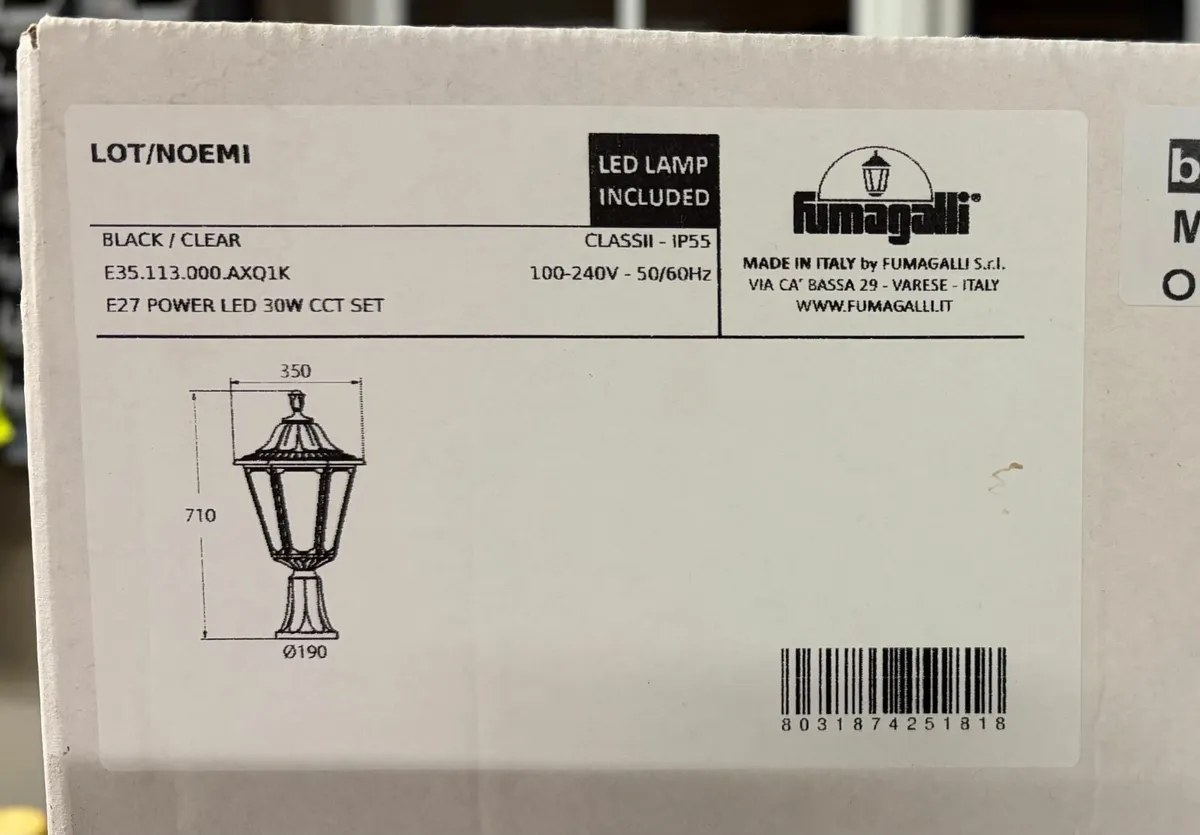 LOT/NOEMI
LED LAMP
INCLUDED
BLACK / CLEAR
CLASSII - IP55
E35.113.000.AXQ1K
100-240V - 50/60Hz
E27 POWER LED 30W CCT SET
fumagalli®
MADE IN ITALY by FUMAGALLI S.r.l.
VIA CA' BASSA 29 - VARESE - ITALY
WWW.FUMAGALLI.IT
350
710
Ø190
8031874251818
b
O